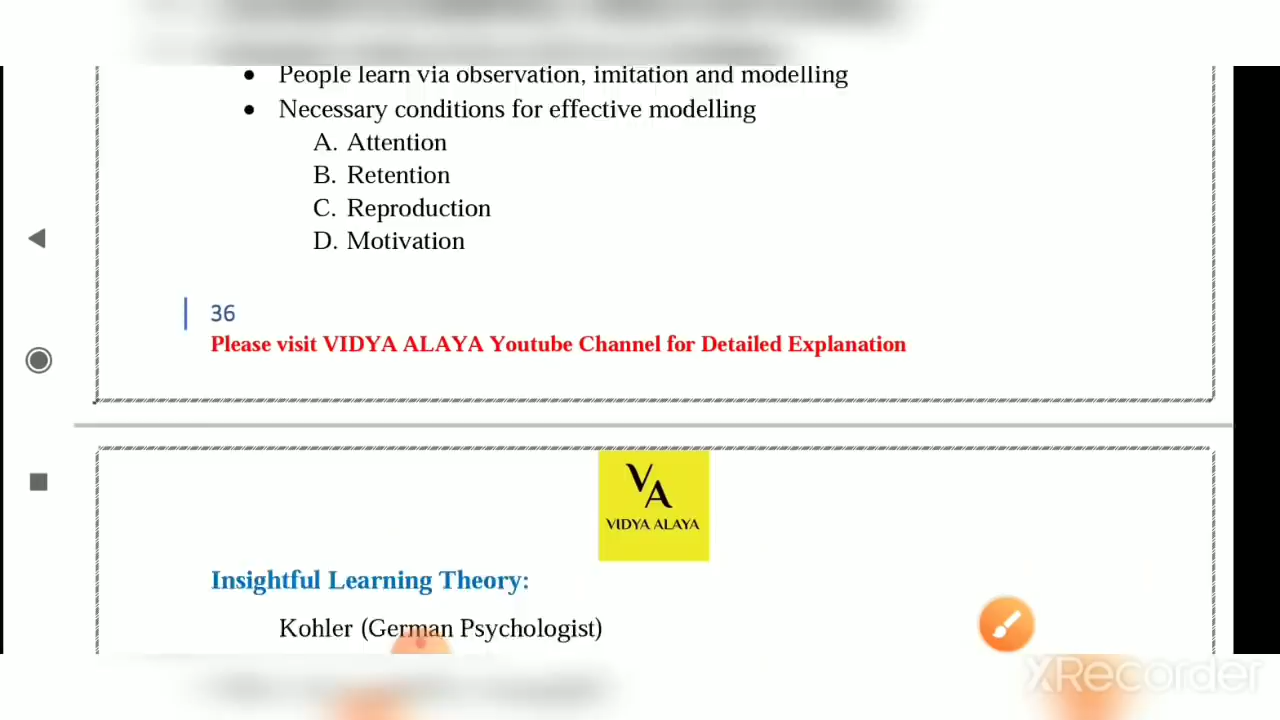 • People learn via observation, imitation and modelling
• Necessary conditions for effective modelling
A. Attention
B. Retention
C. Reproduction
D. Motivation
36
Please visit VIDYA ALAYA Youtube Channel for Detailed Explanation
VA
VIDYA ALAYA
Insightful Learning Theory:
Kohler (German Psychologist)
XRecorder